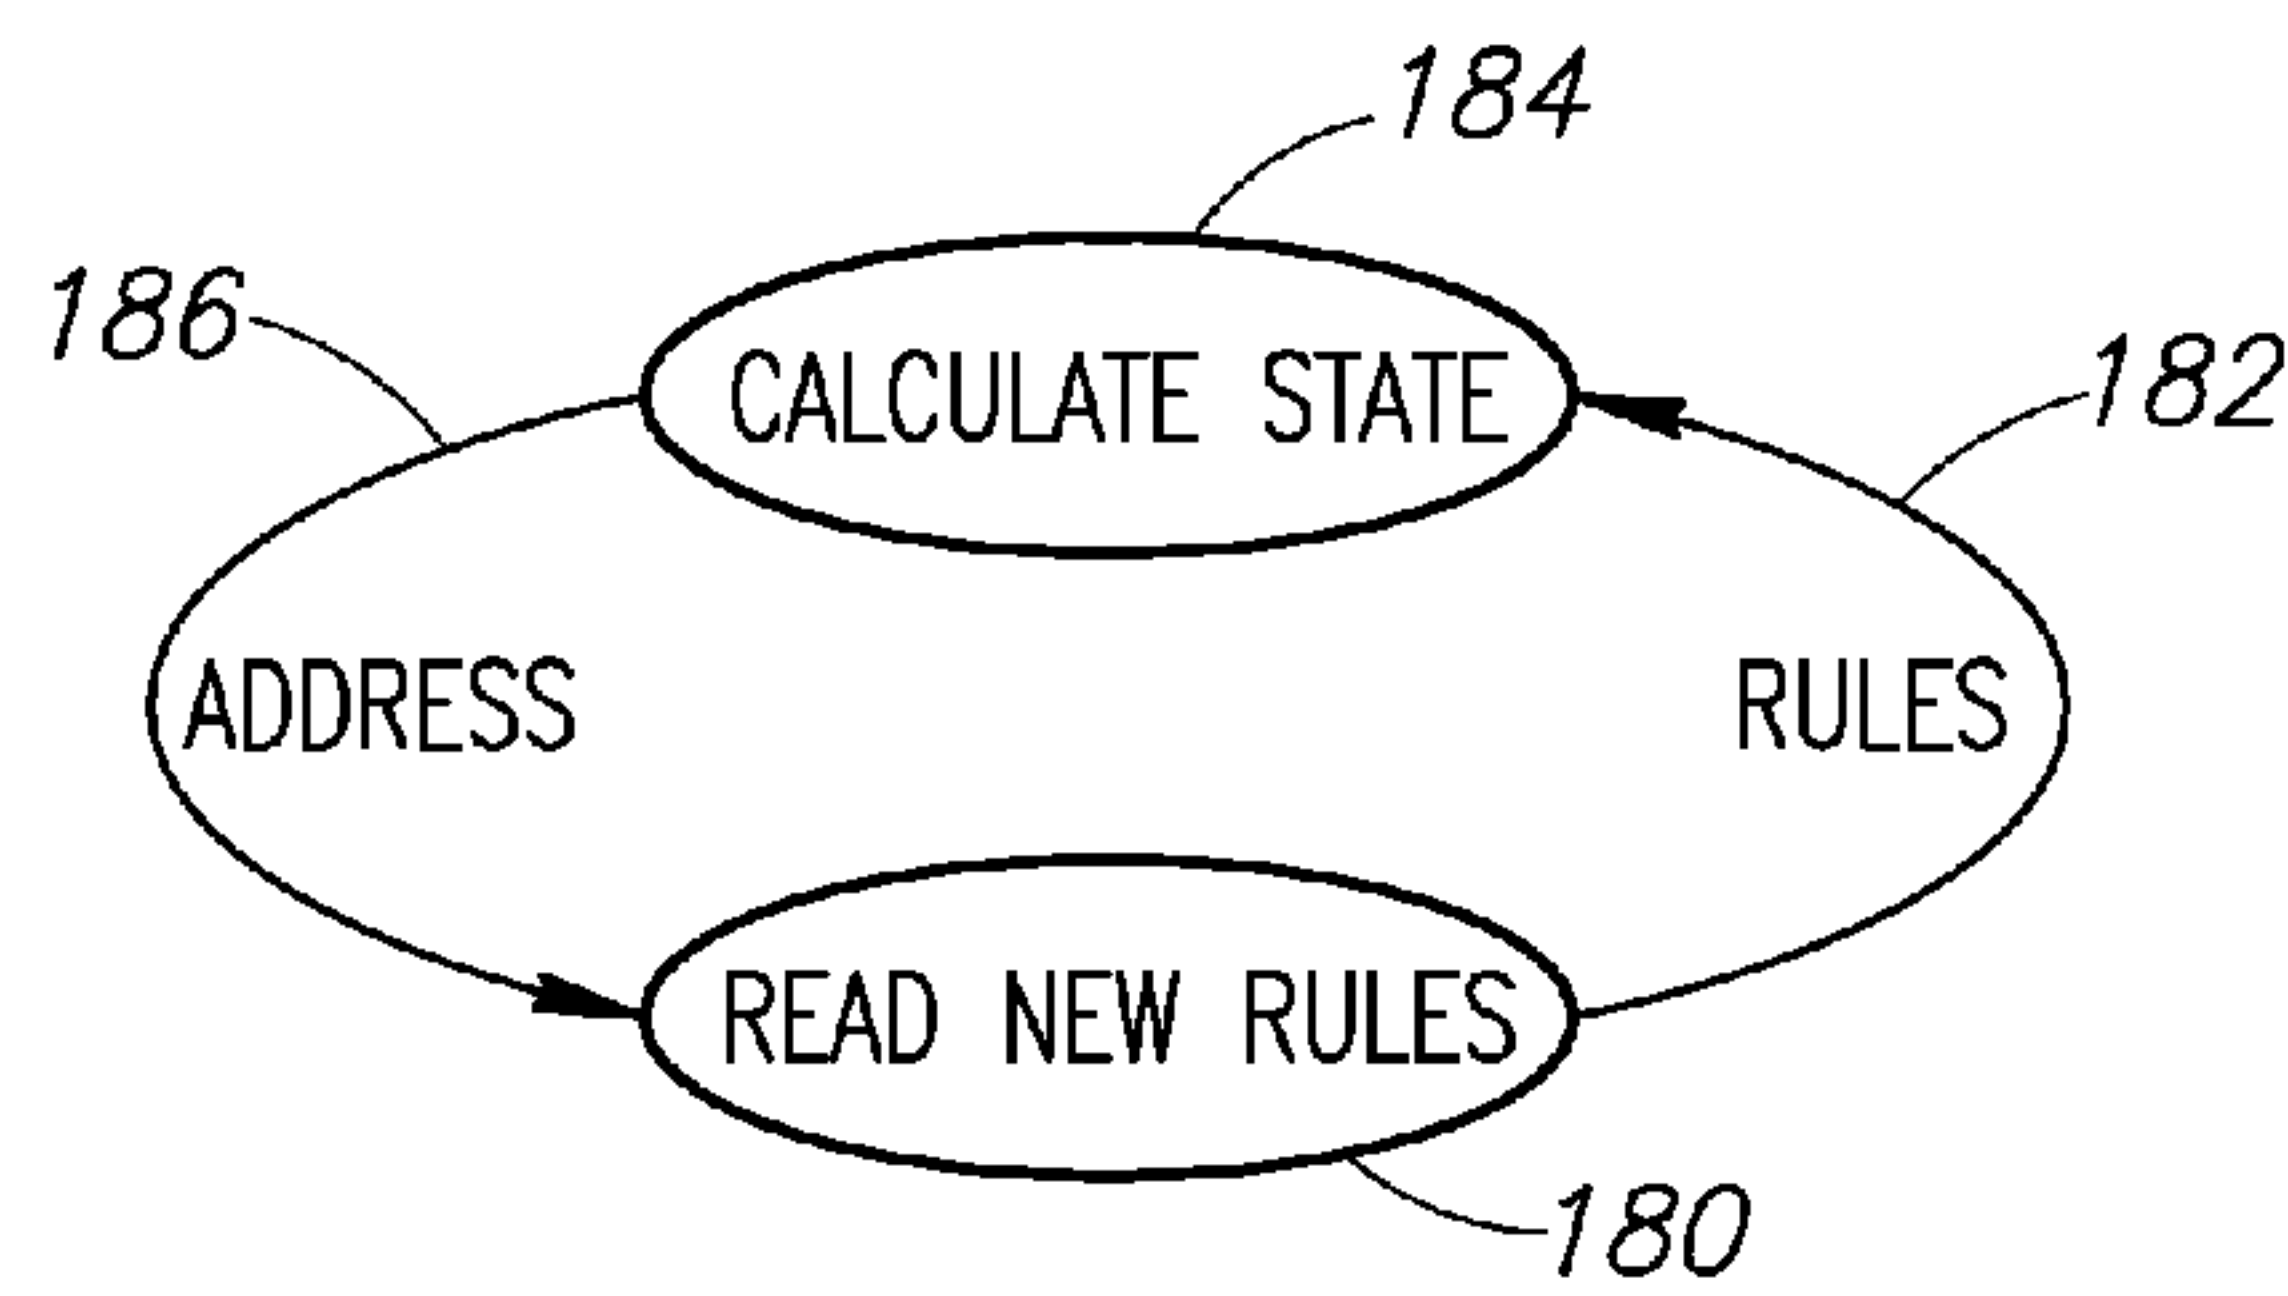 184
186
CALCULATE STATE
182
ADDRESS
RULES
READ NEW RULES
180